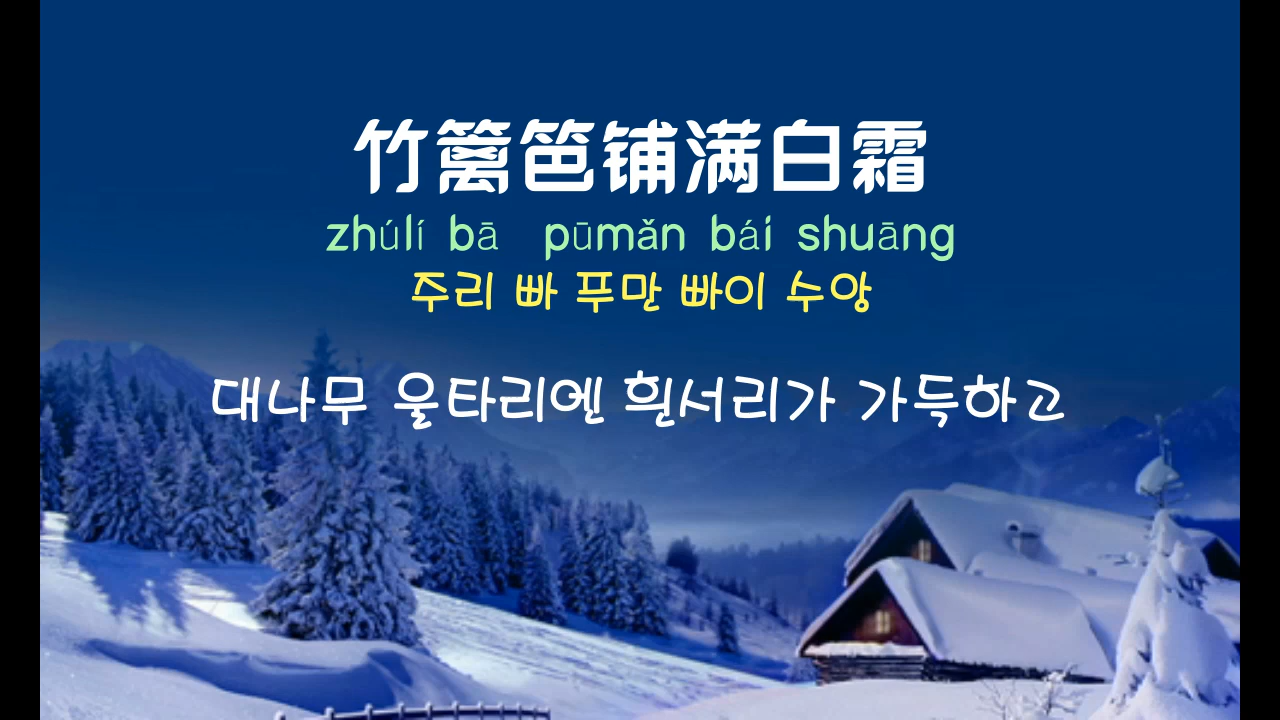 竹篱笆铺满白霜
zhúlí bā pūmǎn bái shuāng
주리 빠 푸만 빠이 수앙
대나무 울타리엔 흰서리가 가득하고